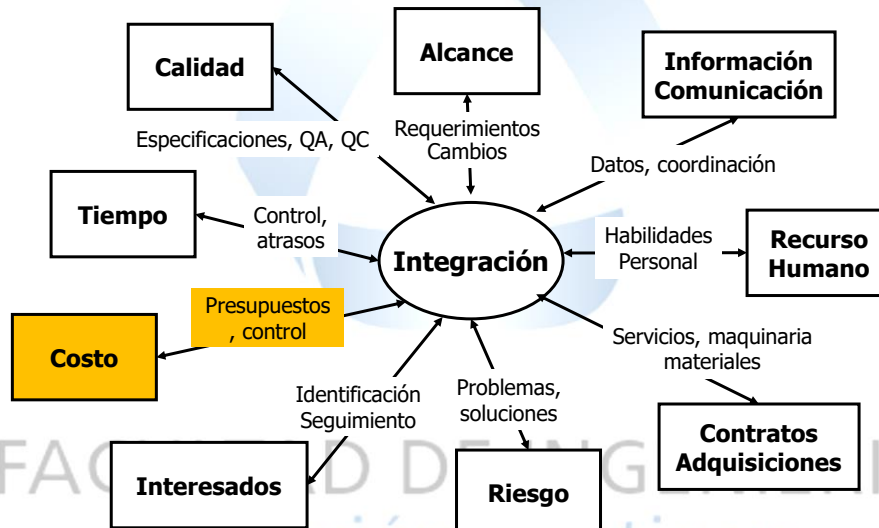 Calidad
Alcance
Información
Comunicación
Especificaciones, QA, QC
Requerimientos
Cambios
Datos, coordinación
Tiempo
Control,
atrasos
Integración
Habilidades
Personal
Recurso
Humano
Presupuestos
, control
Costo
Servicios, maquinaria
materiales
Identificación
Seguimiento
Problemas,
soluciones
Contratos
Adquisiciones
Interesados
Riesgo